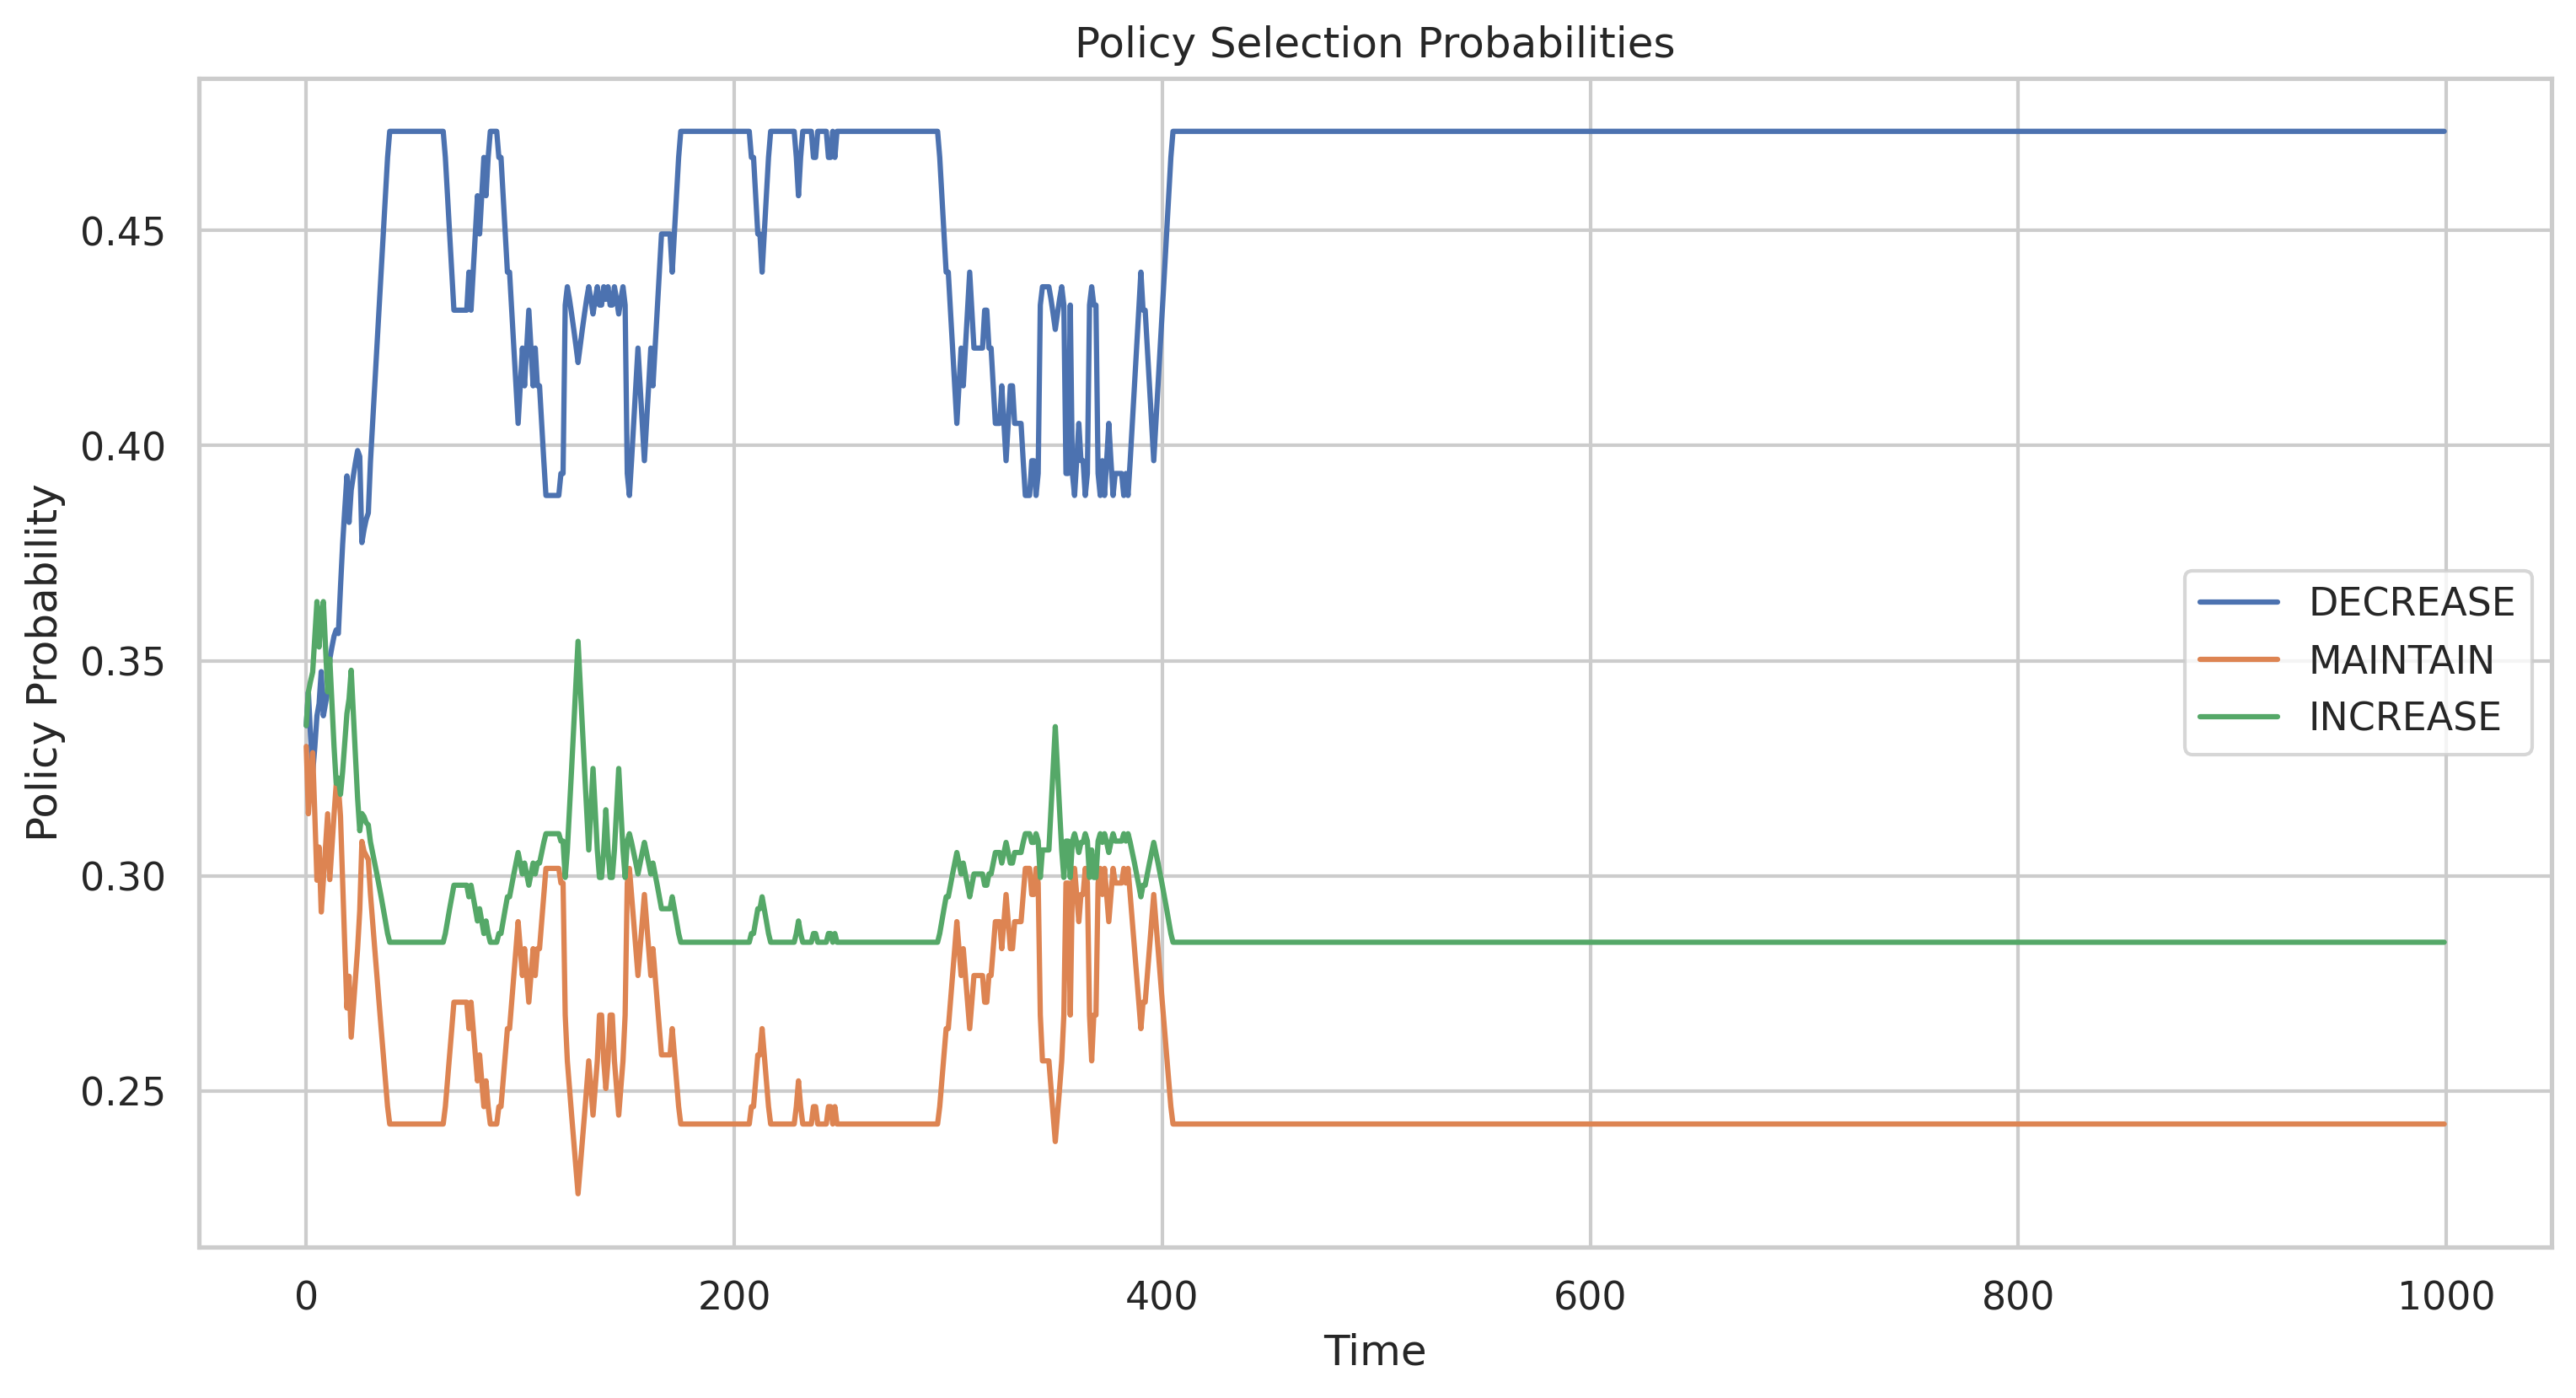 Policy Selection Probabilities
Policy Probability
0.45
0.40
0.35
0.30
0.25
DECREASE
MAINTAIN
INCREASE
0 200 400 600 800 1000
Time